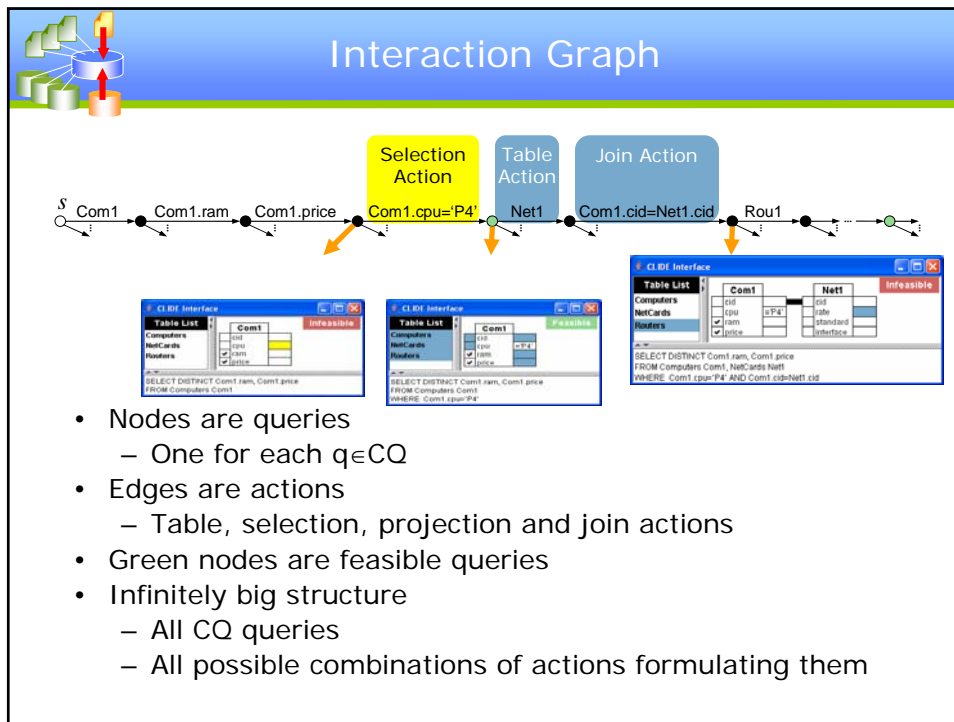 Interaction Graph
Selection
Action
Table
Action
Join Action
s Com1 Com1.ram Com1.price Com1.cpu=‘P4’ Net1 Com1.cid=Net1.cid Rou1 ...
CLIDE Interface
Table List
Computers
NetCards
Routers
Com1
cid
cpu
ram
price
Infeasible
SELECT DISTINCT Com1.ram, Com1.price
FROM Computers Com1
CLIDE Interface
Table List
Computers
NetCards
Routers
Com1
cid
cpu ='P4'
ram
price
Feasible
SELECT DISTINCT Com1.ram, Com1.price
FROM Computers Com1
WHERE Com1.cpu='P4'
CLIDE Interface
Table List
Computers
NetCards
Routers
Com1
cid
cpu ='P4'
ram
price
Net1
cid
rate
standard
interface
Infeasible
SELECT DISTINCT Com1.ram, Com1.price
FROM Computers Com1, NetCards Net1
WHERE Com1.cpu='P4' AND Com1.cid=Net1.cid
• Nodes are queries
– One for each q∈CQ
• Edges are actions
– Table, selection, projection and join actions
• Green nodes are feasible queries
• Infinitely big structure
– All CQ queries
– All possible combinations of actions formulating them